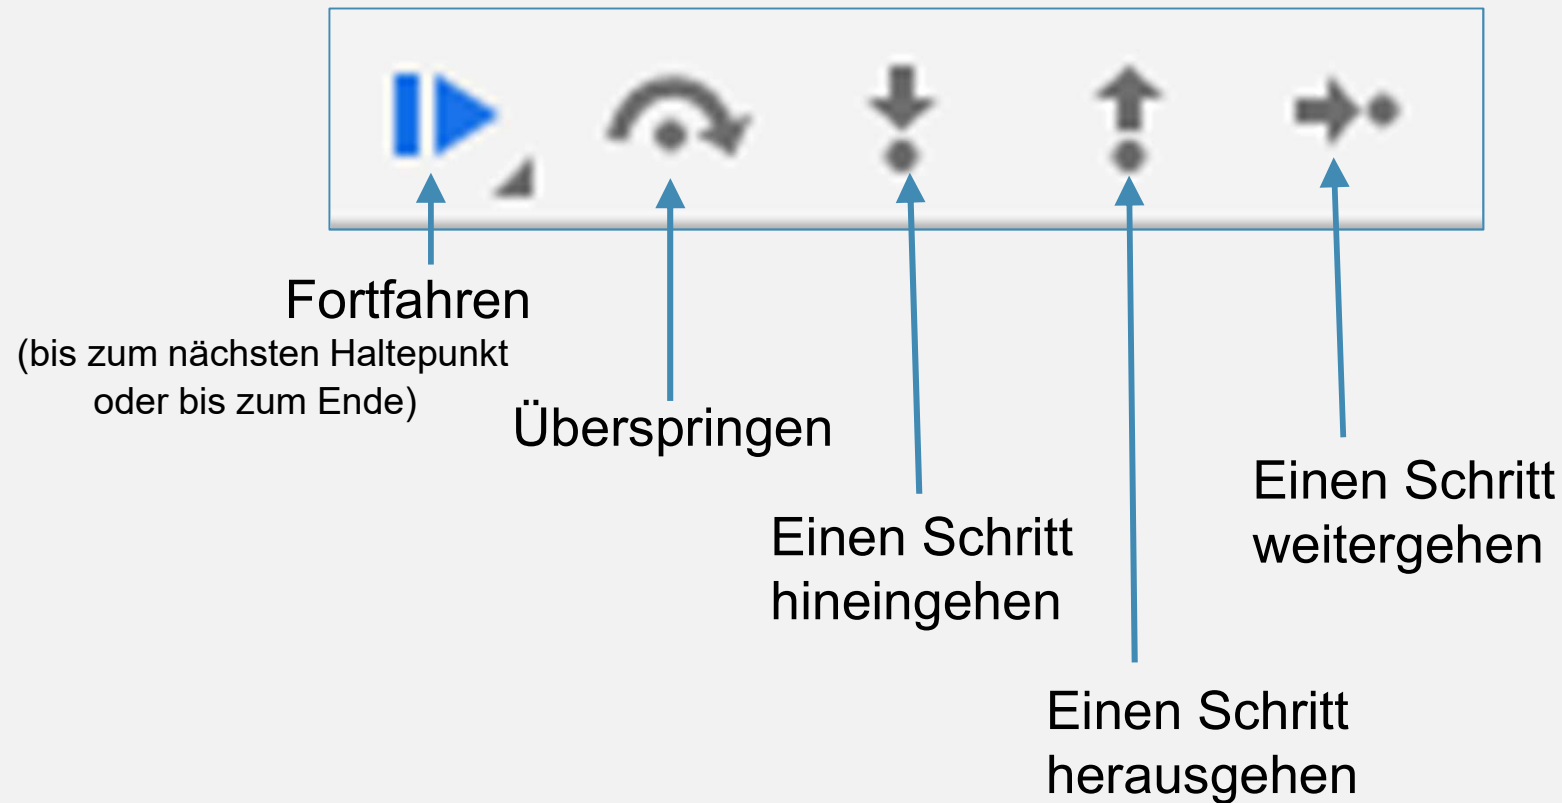 Fortfahren
(bis zum nächsten Haltepunkt
oder bis zum Ende)
Überspringen
Einen Schritt
hineingehen
Einen Schritt
herausgehen
Einen Schritt
weitergehen